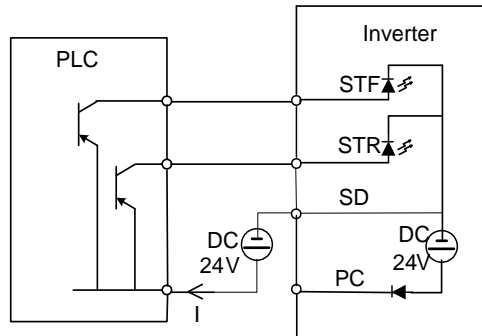 Inverter
PLC
STF
STR
SD
DC
24V
DC
24V
PC
I